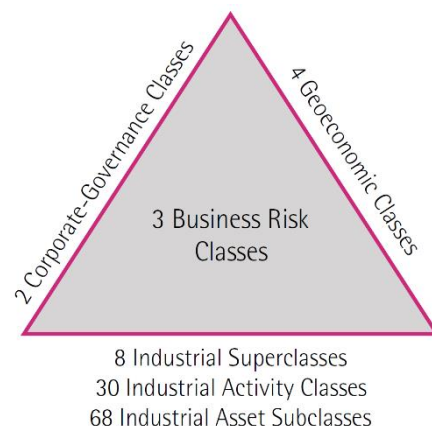 2 Corporate-Governance Classes
4 Geoeconomic Classes
3 Business Risk
Classes
8 Industrial Superclasses
30 Industrial Activity Classes
68 Industrial Asset Subclasses